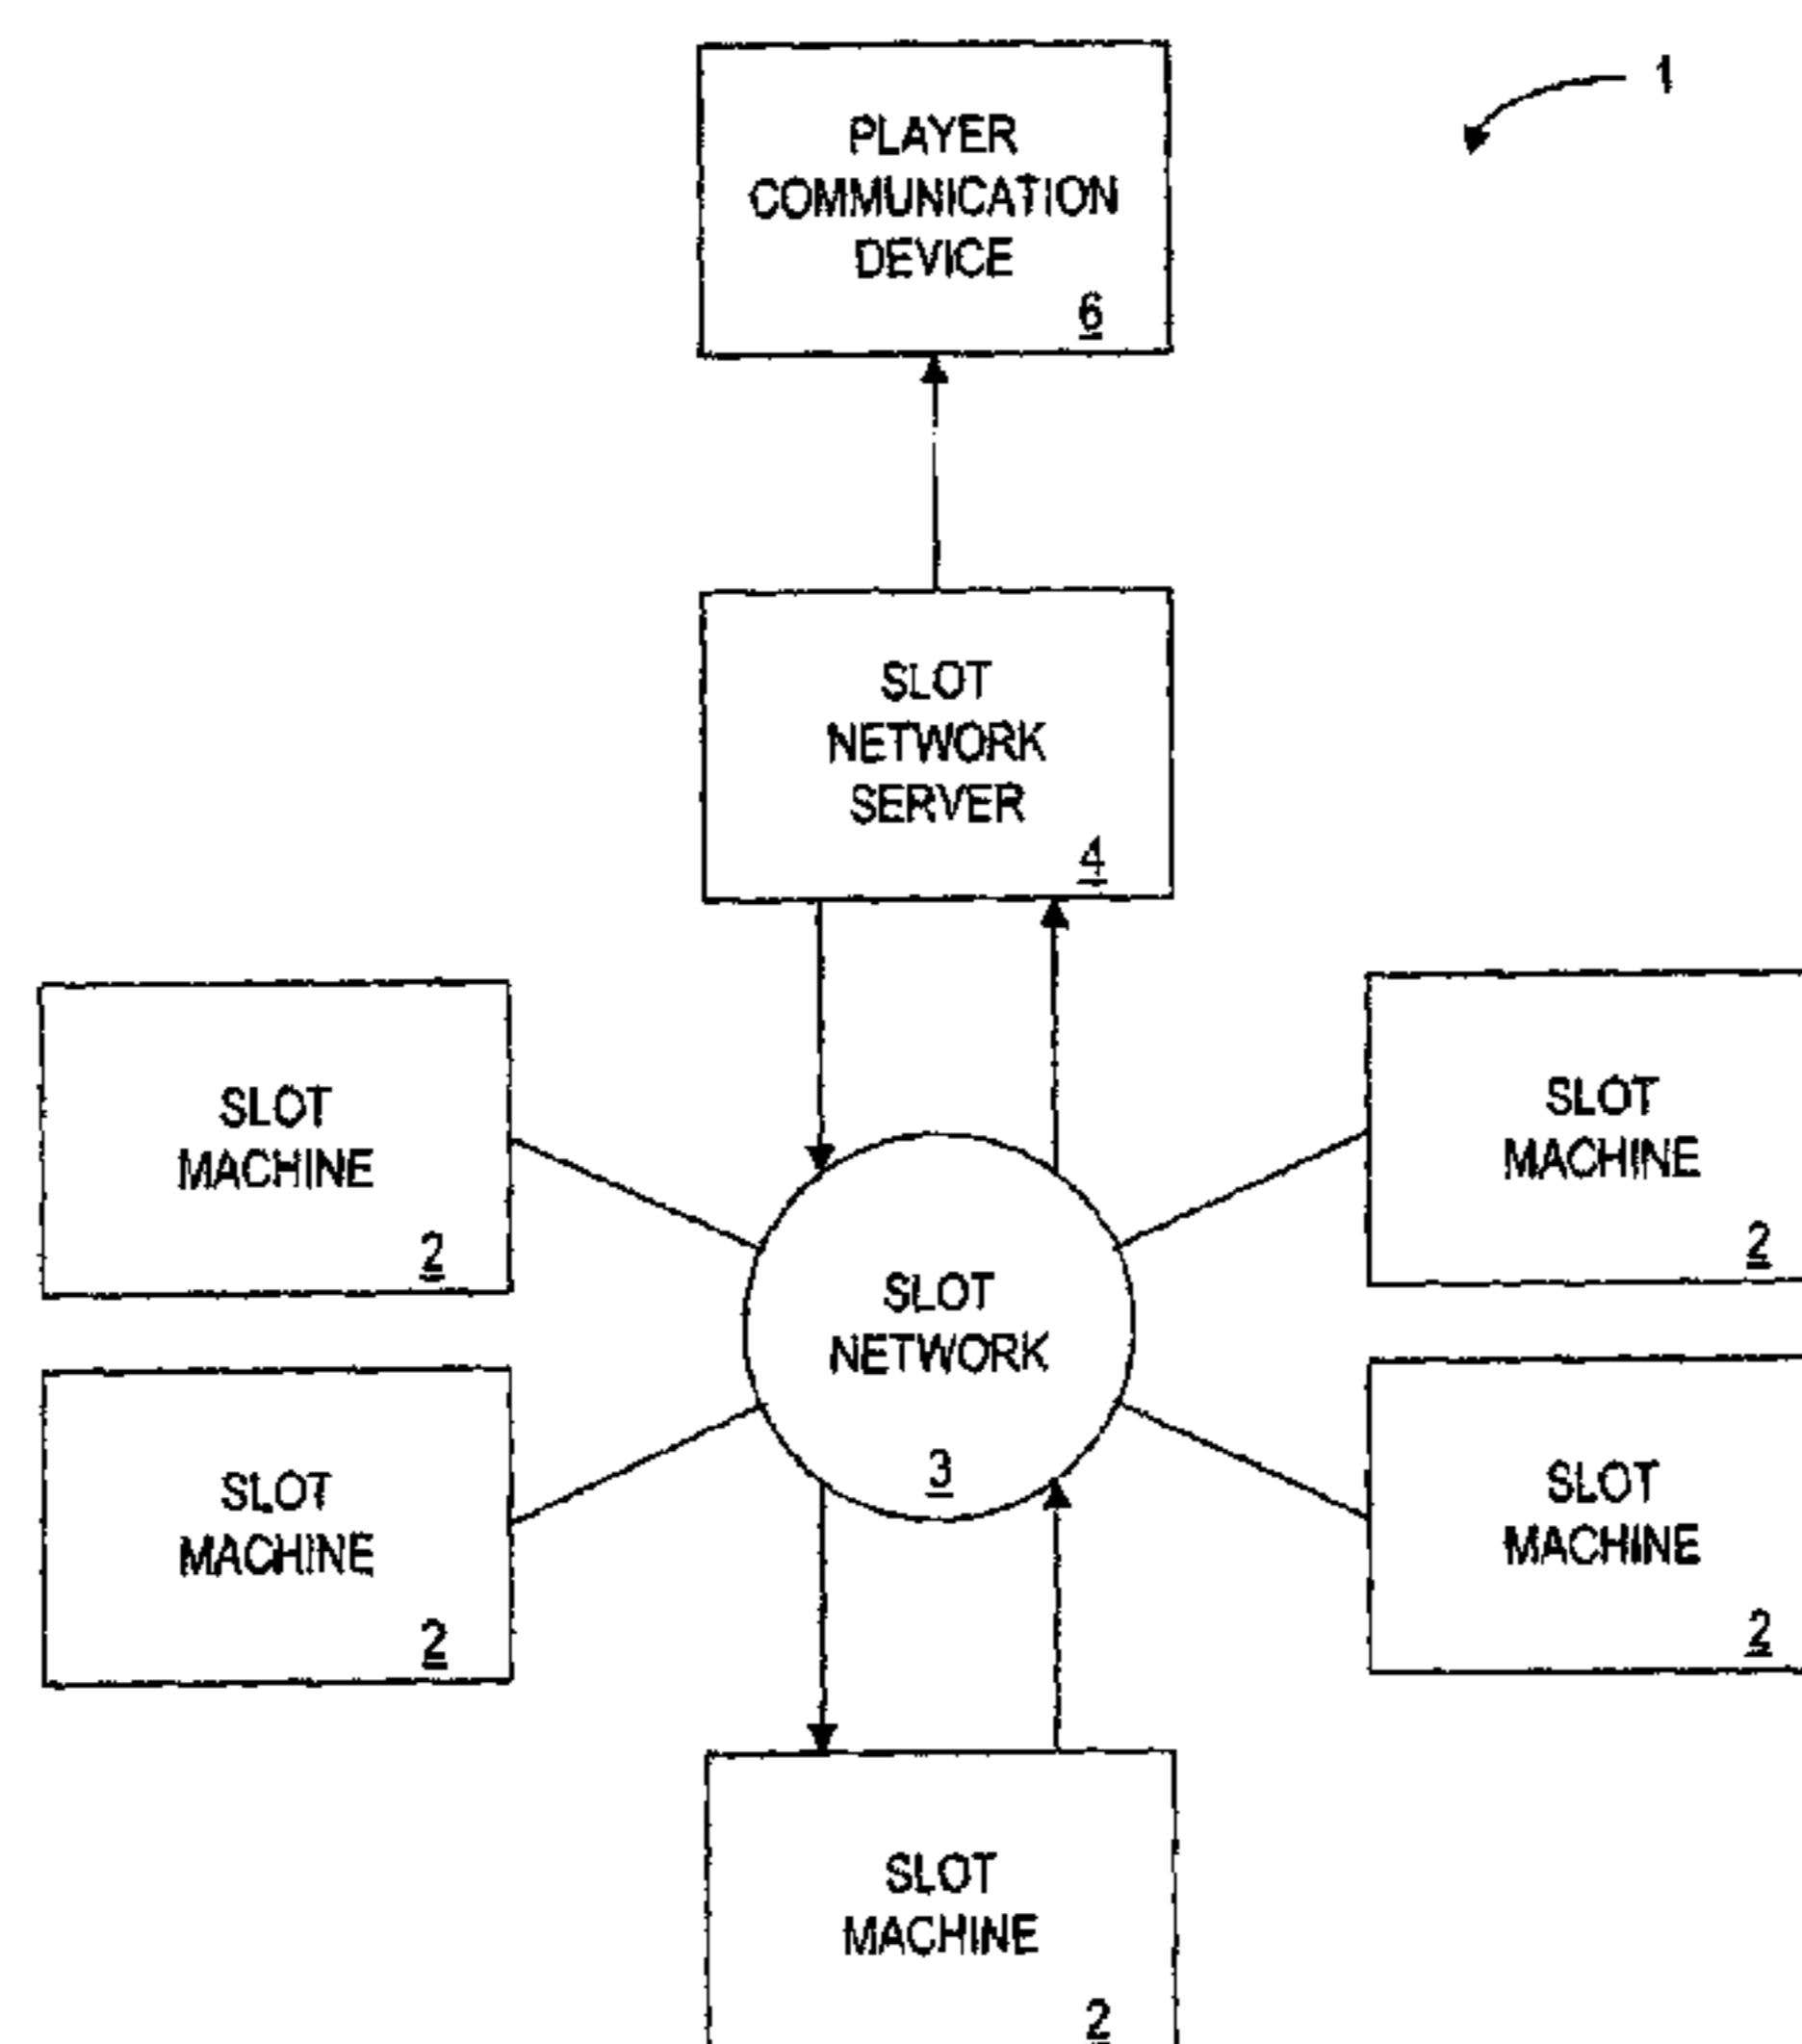 1
PLAYER
COMMUNICATION
DEVICE
6
SLOT
NETWORK
SERVER
4
SLOT
MACHINE
2
SLOT
MACHINE
2
SLOT
NETWORK
3
SLOT
MACHINE
2
SLOT
MACHINE
2
SLOT
MACHINE
2